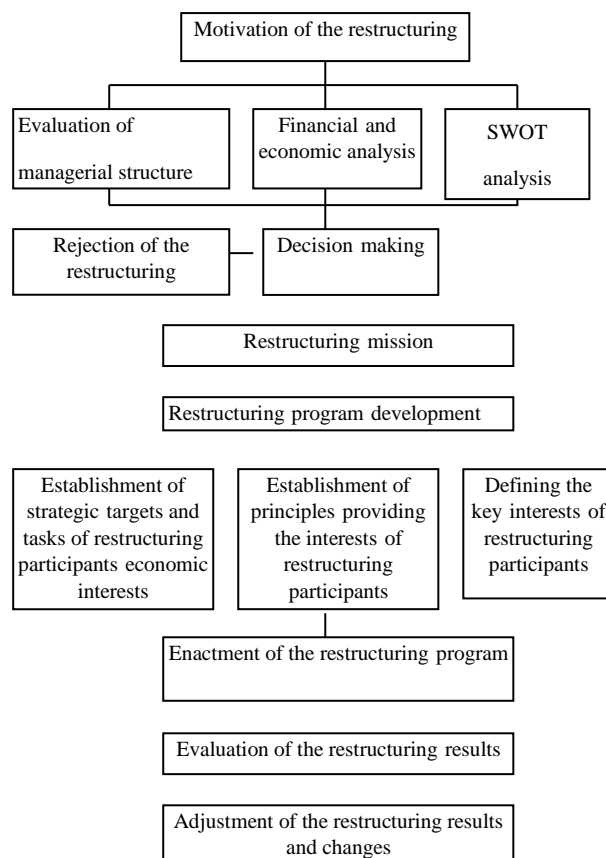 Motivation of the restructuring
Evaluation of
managerial structure
Financial and
economic analysis
SWOT
analysis
Rejection of the
restructuring
Decision making
Restructuring mission
Restructuring program development
Establishment of
strategic targets and
tasks of restructuring
participants economic
interests
Establishment of
principles providing
the interests of
restructuring
participants
Defining the
key interests of
restructuring
participants
Enactment of the restructuring program
Evaluation of the restructuring results
Adjustment of the restructuring results
and changes